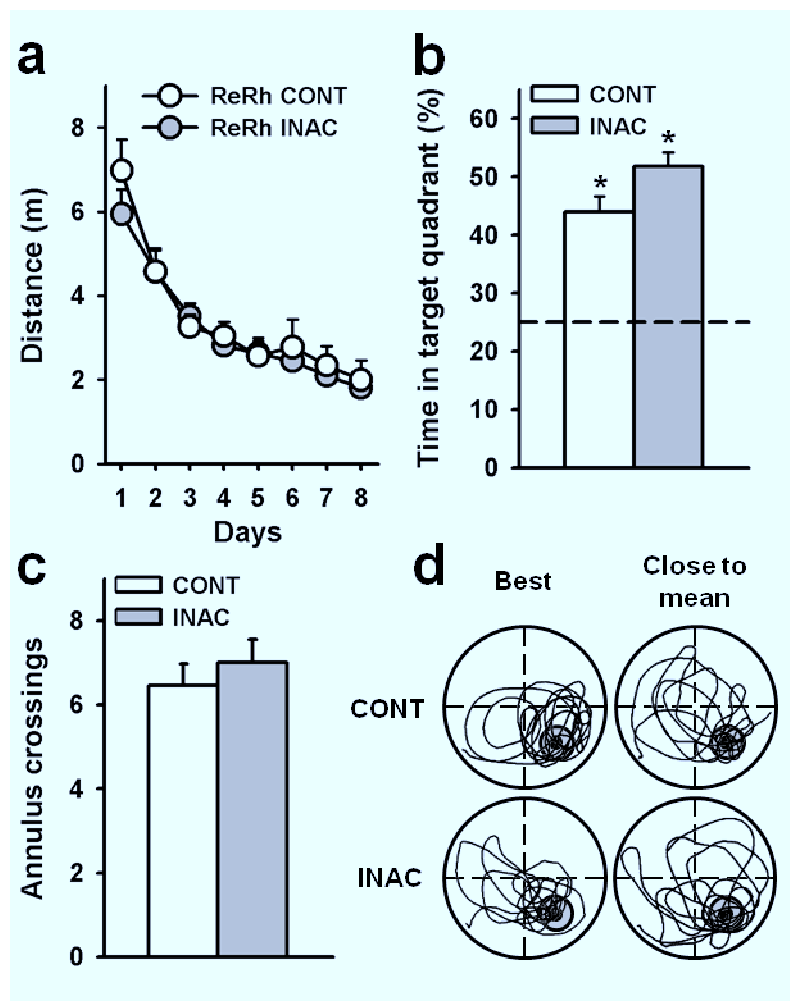 a
ReRh CONT
ReRh INAC
Distance (m)
8
6
4
2
0
1 2 3 4 5 6 7 8
Days
b
CONT
INAC
Time in target quadrant (%)
60
50
40
30
20
10
0
*
*
c
CONT
INAC
Annulus crossings
8
6
4
2
0
d
Best
Close to
mean
CONT
INAC